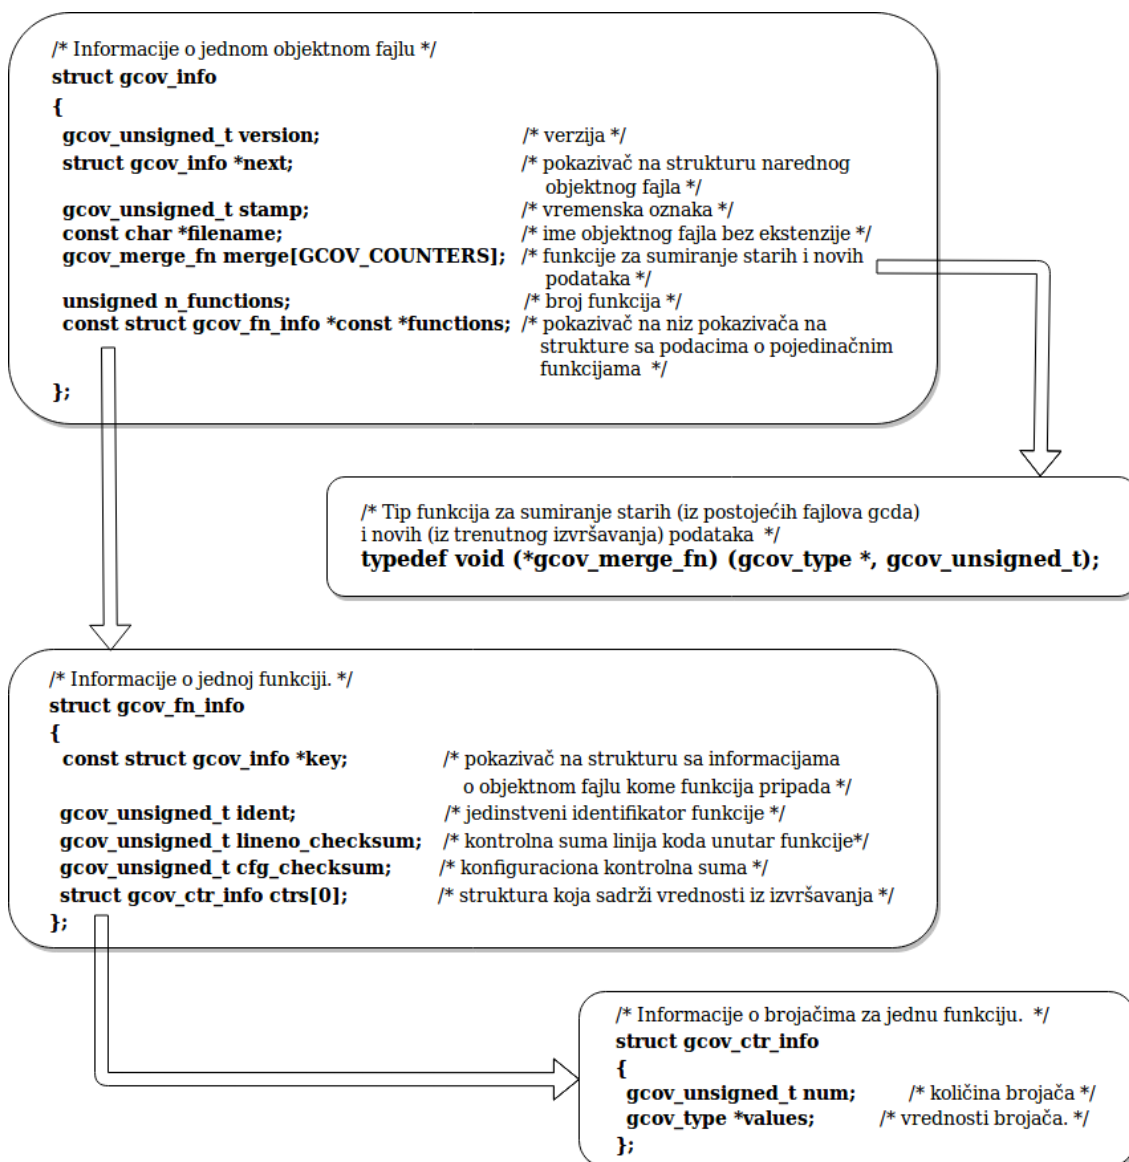 /* Informacije o jednom objektnom fajlu */
struct gcov_info
{
gcov_unsigned_t version; /* verzija */
struct gcov_info *next; /* pokazivač na strukturu narednog
objektnog fajla */
gcov_unsigned_t stamp; /* vremenska oznaka */
const char *filename; /* ime objektnog fajla bez ekstenzije */
gcov_merge_fn merge[GCOV_COUNTERS]; /* funkcije za sumiranje starih i novih
podataka */
unsigned n_functions; /* broj funkcija */
const struct gcov_fn_info *const *functions; /* pokazivač na niz pokazivača na
strukture sa podacima o pojedinačnim
funkcijama */
};
/* Tip funkcija za sumiranje starih (iz postojećih fajlova gcda)
i novih (iz trenutnog izvršavanja) podataka */
typedef void (*gcov_merge_fn) (gcov_type *, gcov_unsigned_t);
/* Informacije o jednoj funkciji. */
struct gcov_fn_info
{
const struct gcov_info *key; /* pokazivač na strukturu sa informacijama
o objektnom fajlu kome funkcija pripada */
gcov_unsigned_t ident; /* jedinstveni identifikator funkcije */
gcov_unsigned_t lineno_checksum; /* kontrolna suma linija koda unutar funkcije*/
gcov_unsigned_t cfg_checksum; /* konfiguraciona kontrolna suma */
struct gcov_ctr_info ctrs[0]; /* struktura koja sadrži vrednosti iz izvršavanja */
};
/* Informacije o brojačima za jednu funkciju. */
struct gcov_ctr_info
{
gcov_unsigned_t num; /* količina brojača */
gcov_type *values; /* vrednosti brojača. */
};